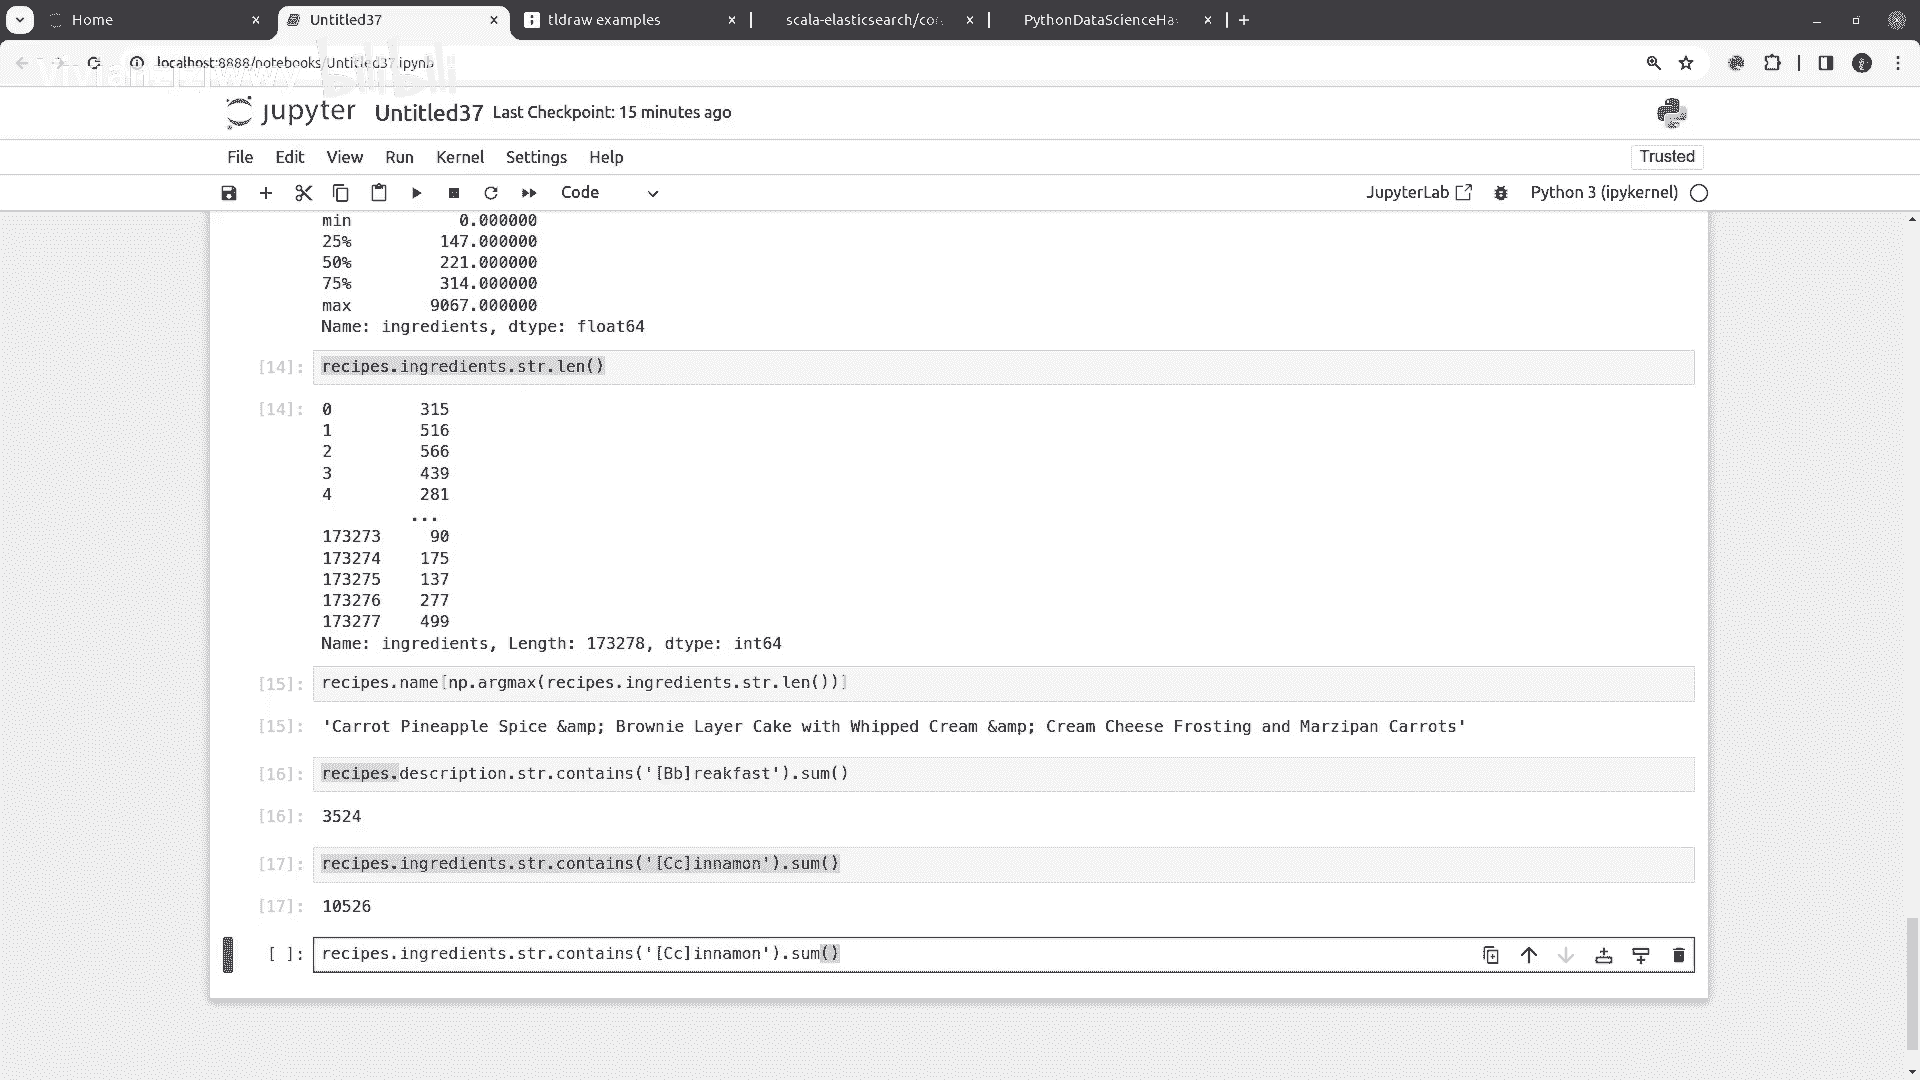 Home
Untitled37
tldraw examples
scala-elasticsearch/co
PythonDataScienceHa
localhost:8888/notebooks/Untitled37.ipynb
jupyter Untitled37 Last Checkpoint: 15 minutes ago
File Edit View Run Kernel Settings Help
Trusted
Code
JupyterLab
Python 3 (ipykernel)
min 0.000000
25% 147.000000
50% 221.000000
75% 314.000000
max 9067.000000
Name: ingredients, dtype: float64
[14]: recipes.ingredients.str.len()
[14]: 0 315
1 516
2 566
3 439
4 281
...
173273 90
173274 175
173275 137
173276 277
173277 499
Name: ingredients, Length: 173278, dtype: int64
[15]: recipes.name[np.argmax(recipes.ingredients.str.len())]
[15]: 'Carrot Pineapple Spice &amp; Brownie Layer Cake with Whipped Cream &amp; Cream Cheese Frosting and Marzipan Carrots'
[16]: recipes.description.str.contains('[Bb]reakfast').sum()
[16]: 3524
[17]: recipes.ingredients.str.contains('[Cc]innamon').sum()
[17]: 10526
[ ]: recipes.ingredients.str.contains('[Cc]innamon').sum()